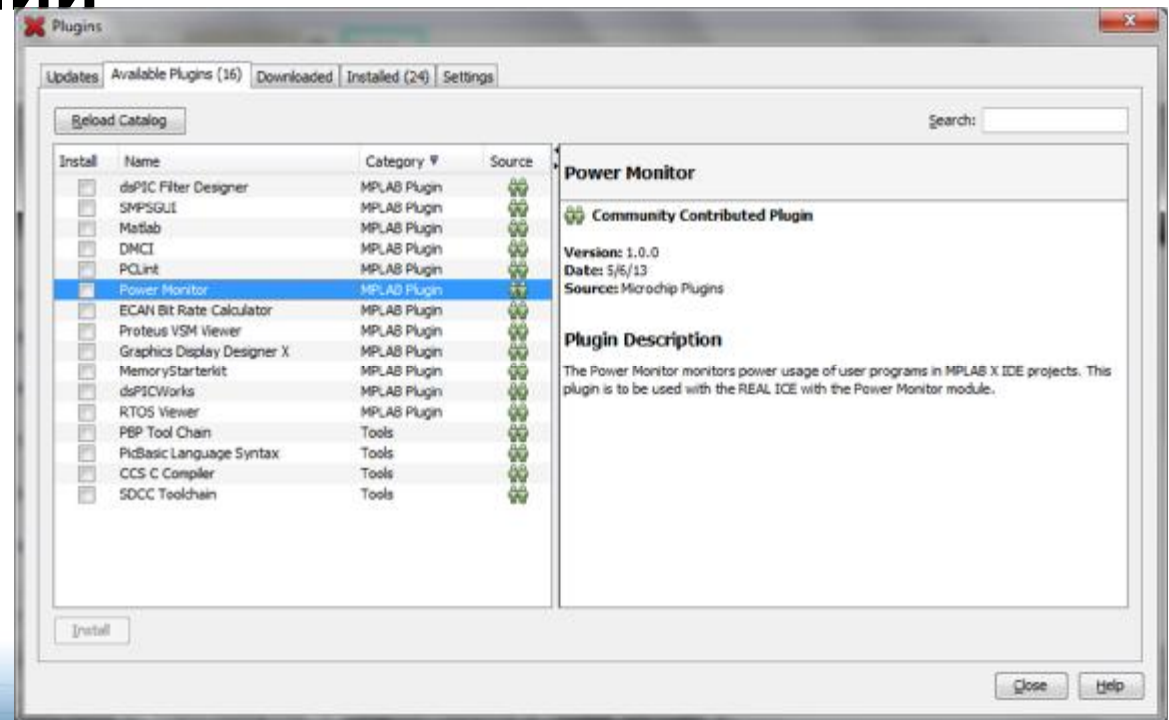 Plugins
Updates Available Plugins (16) Downloaded Installed (24) Settings
Reload Catalog Search:
Install Name Category Source
dsPIC Filter Designer MPLAB Plugin
SMPSGUI MPLAB Plugin
Matlab MPLAB Plugin
DMCI MPLAB Plugin
PCLint MPLAB Plugin
Power Monitor MPLAB Plugin
ECAN Bit Rate Calculator MPLAB Plugin
Proteus VSM Viewer MPLAB Plugin
Graphics Display Designer X MPLAB Plugin
MemoryStarterkit MPLAB Plugin
dsPICWorks MPLAB Plugin
RTOS Viewer MPLAB Plugin
PBP Tool Chain Tools
PicBasic Language Syntax Tools
CCS C Compiler Tools
SDCC Toolchain Tools
Power Monitor
Community Contributed Plugin
Version: 1.0.0
Date: 5/6/13
Source: Microchip Plugins
Plugin Description
The Power Monitor monitors power usage of user programs in MPLAB X IDE projects. This
plugin is to be used with the REAL ICE with the Power Monitor module.
Install
Close Help